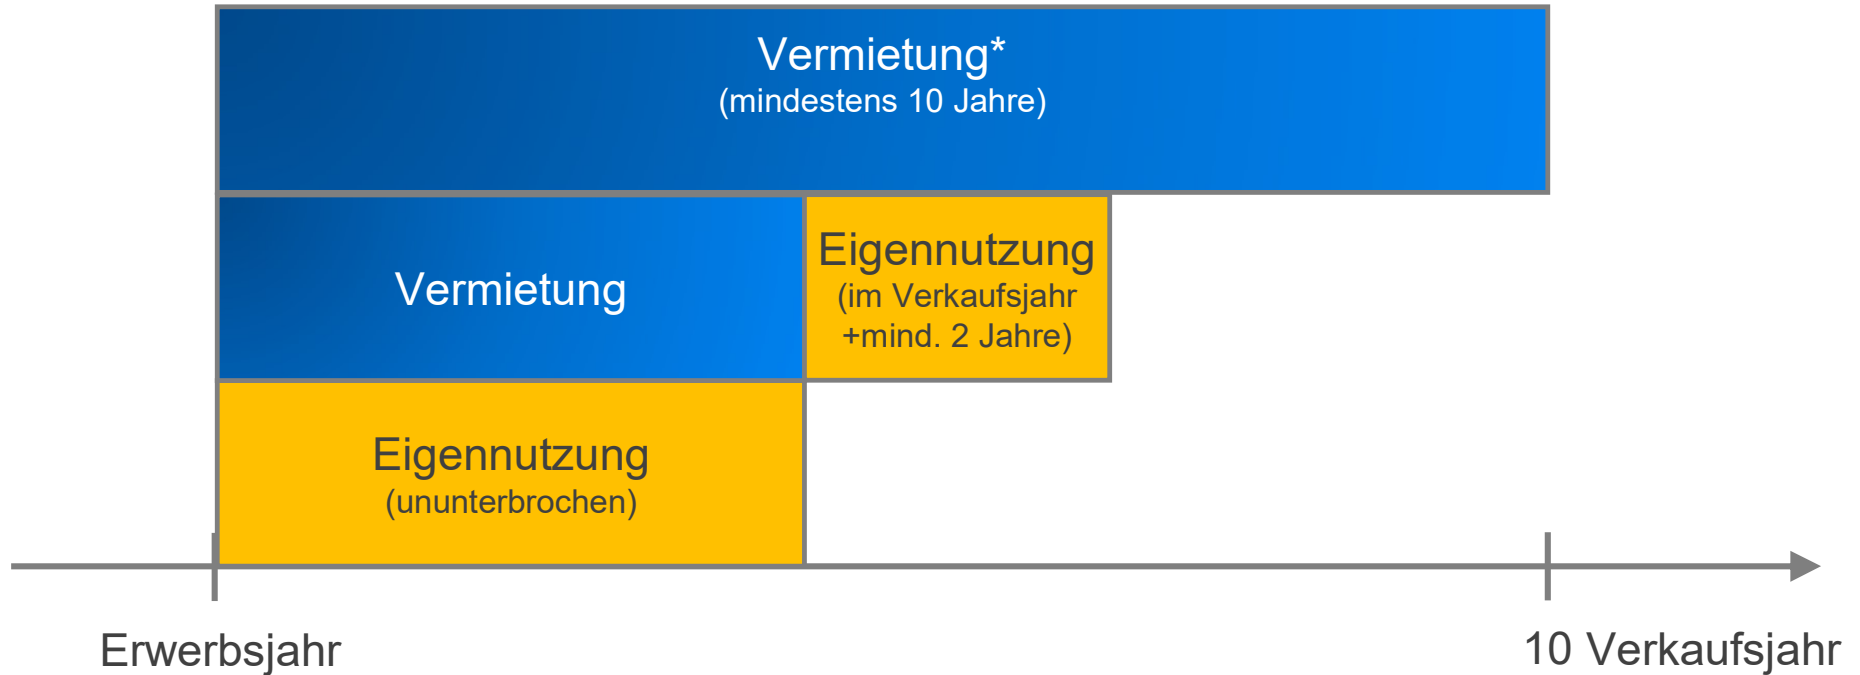 Vermietung*
(mindestens 10 Jahre)
Vermietung
Eigennutzung
(im Verkaufsjahr
+mind. 2 Jahre)
Eigennutzung
(ununterbrochen)
Erwerbsjahr
10 Verkaufsjahr